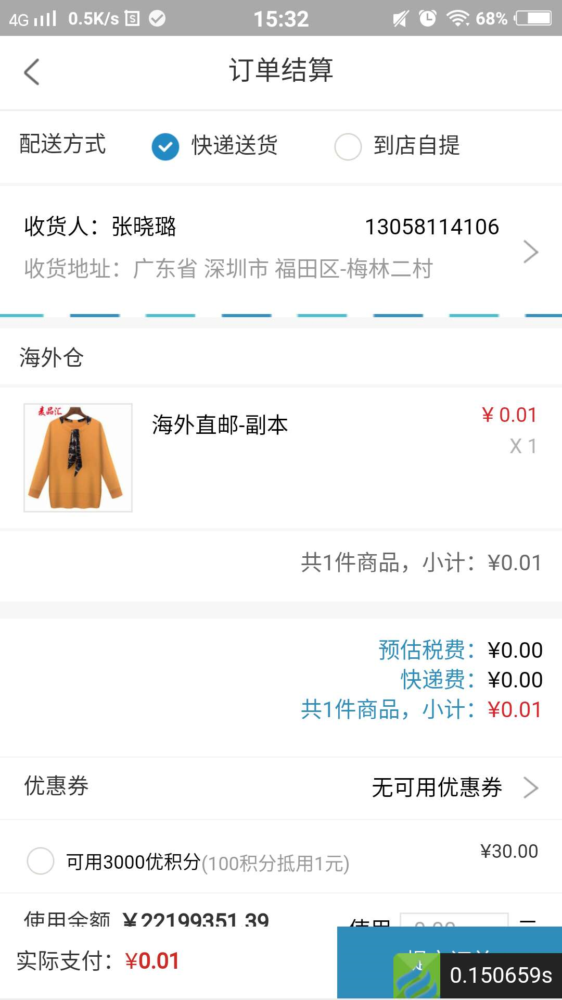 4G 0.5K/s 15:32 68%
订单结算
配送方式 快递送货 到店自提
收货人：张晓璐 13058114106
收货地址：广东省 深圳市 福田区-梅林二村
海外仓
麦品汇
海外直邮-副本 ¥ 0.01
X 1
共1件商品，小计：¥0.01
预估税费：¥0.00
快递费：¥0.00
共1件商品，小计：¥0.01
优惠券 无可用优惠券
可用3000优积分(100积分抵用1元) ¥30.00
使用余额 ¥22199351.39 使用 0.00
实际支付：¥0.01
0.150659s